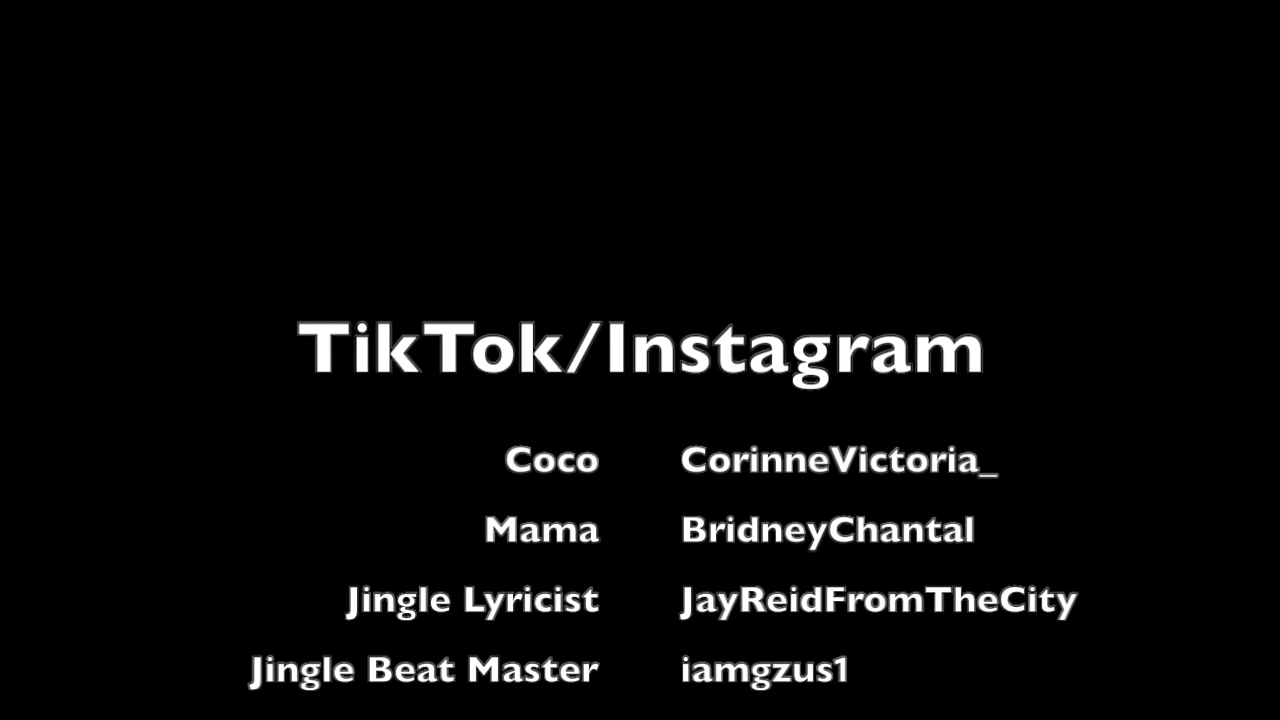 TikTok/Instagram
Coco CorinneVictoria_
Mama BridneyChantal
Jingle Lyricist JayReidFromTheCity
Jingle Beat Master iamgzus1